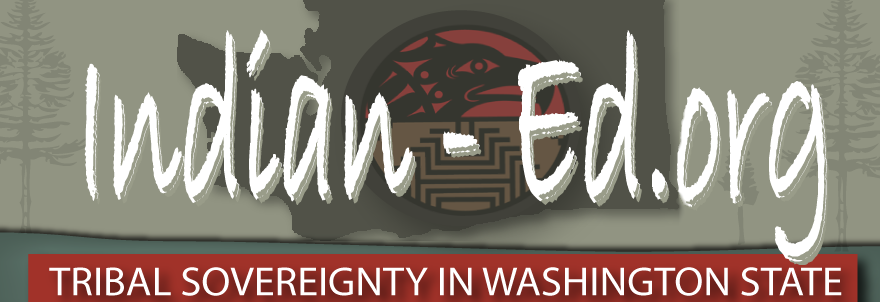 Indian - Ed.org
TRIBAL SOVEREIGNTY IN WASHINGTON STATE